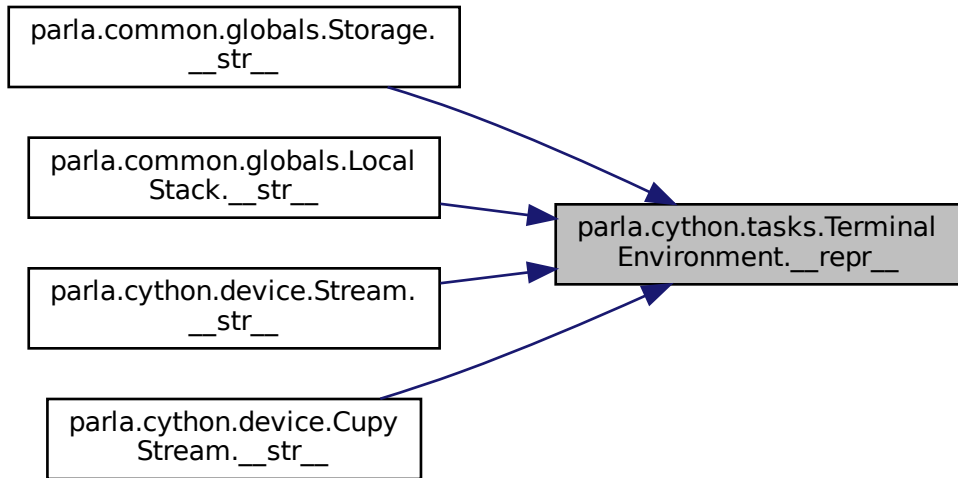 parla.common.globals.Storage.
__str__
parla.common.globals.Local
Stack.__str__
parla.cython.device.Stream.
__str__
parla.cython.device.Cupy
Stream.__str__
parla.cython.tasks.Terminal
Environment.__repr__